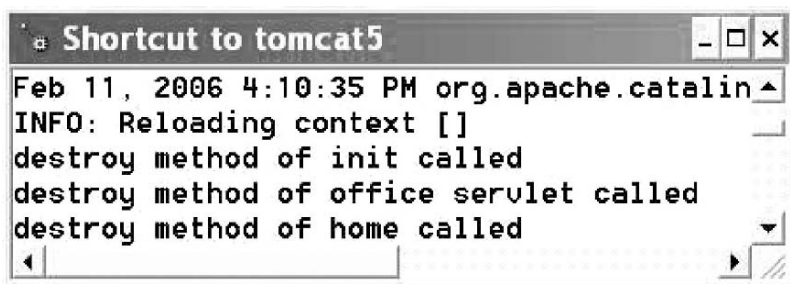 Shortcut to tomcat5
Feb 11, 2006 4:10:35 PM org.apache.catalin
INFO: Reloading context []
destroy method of init called
destroy method of office servlet called
destroy method of home called